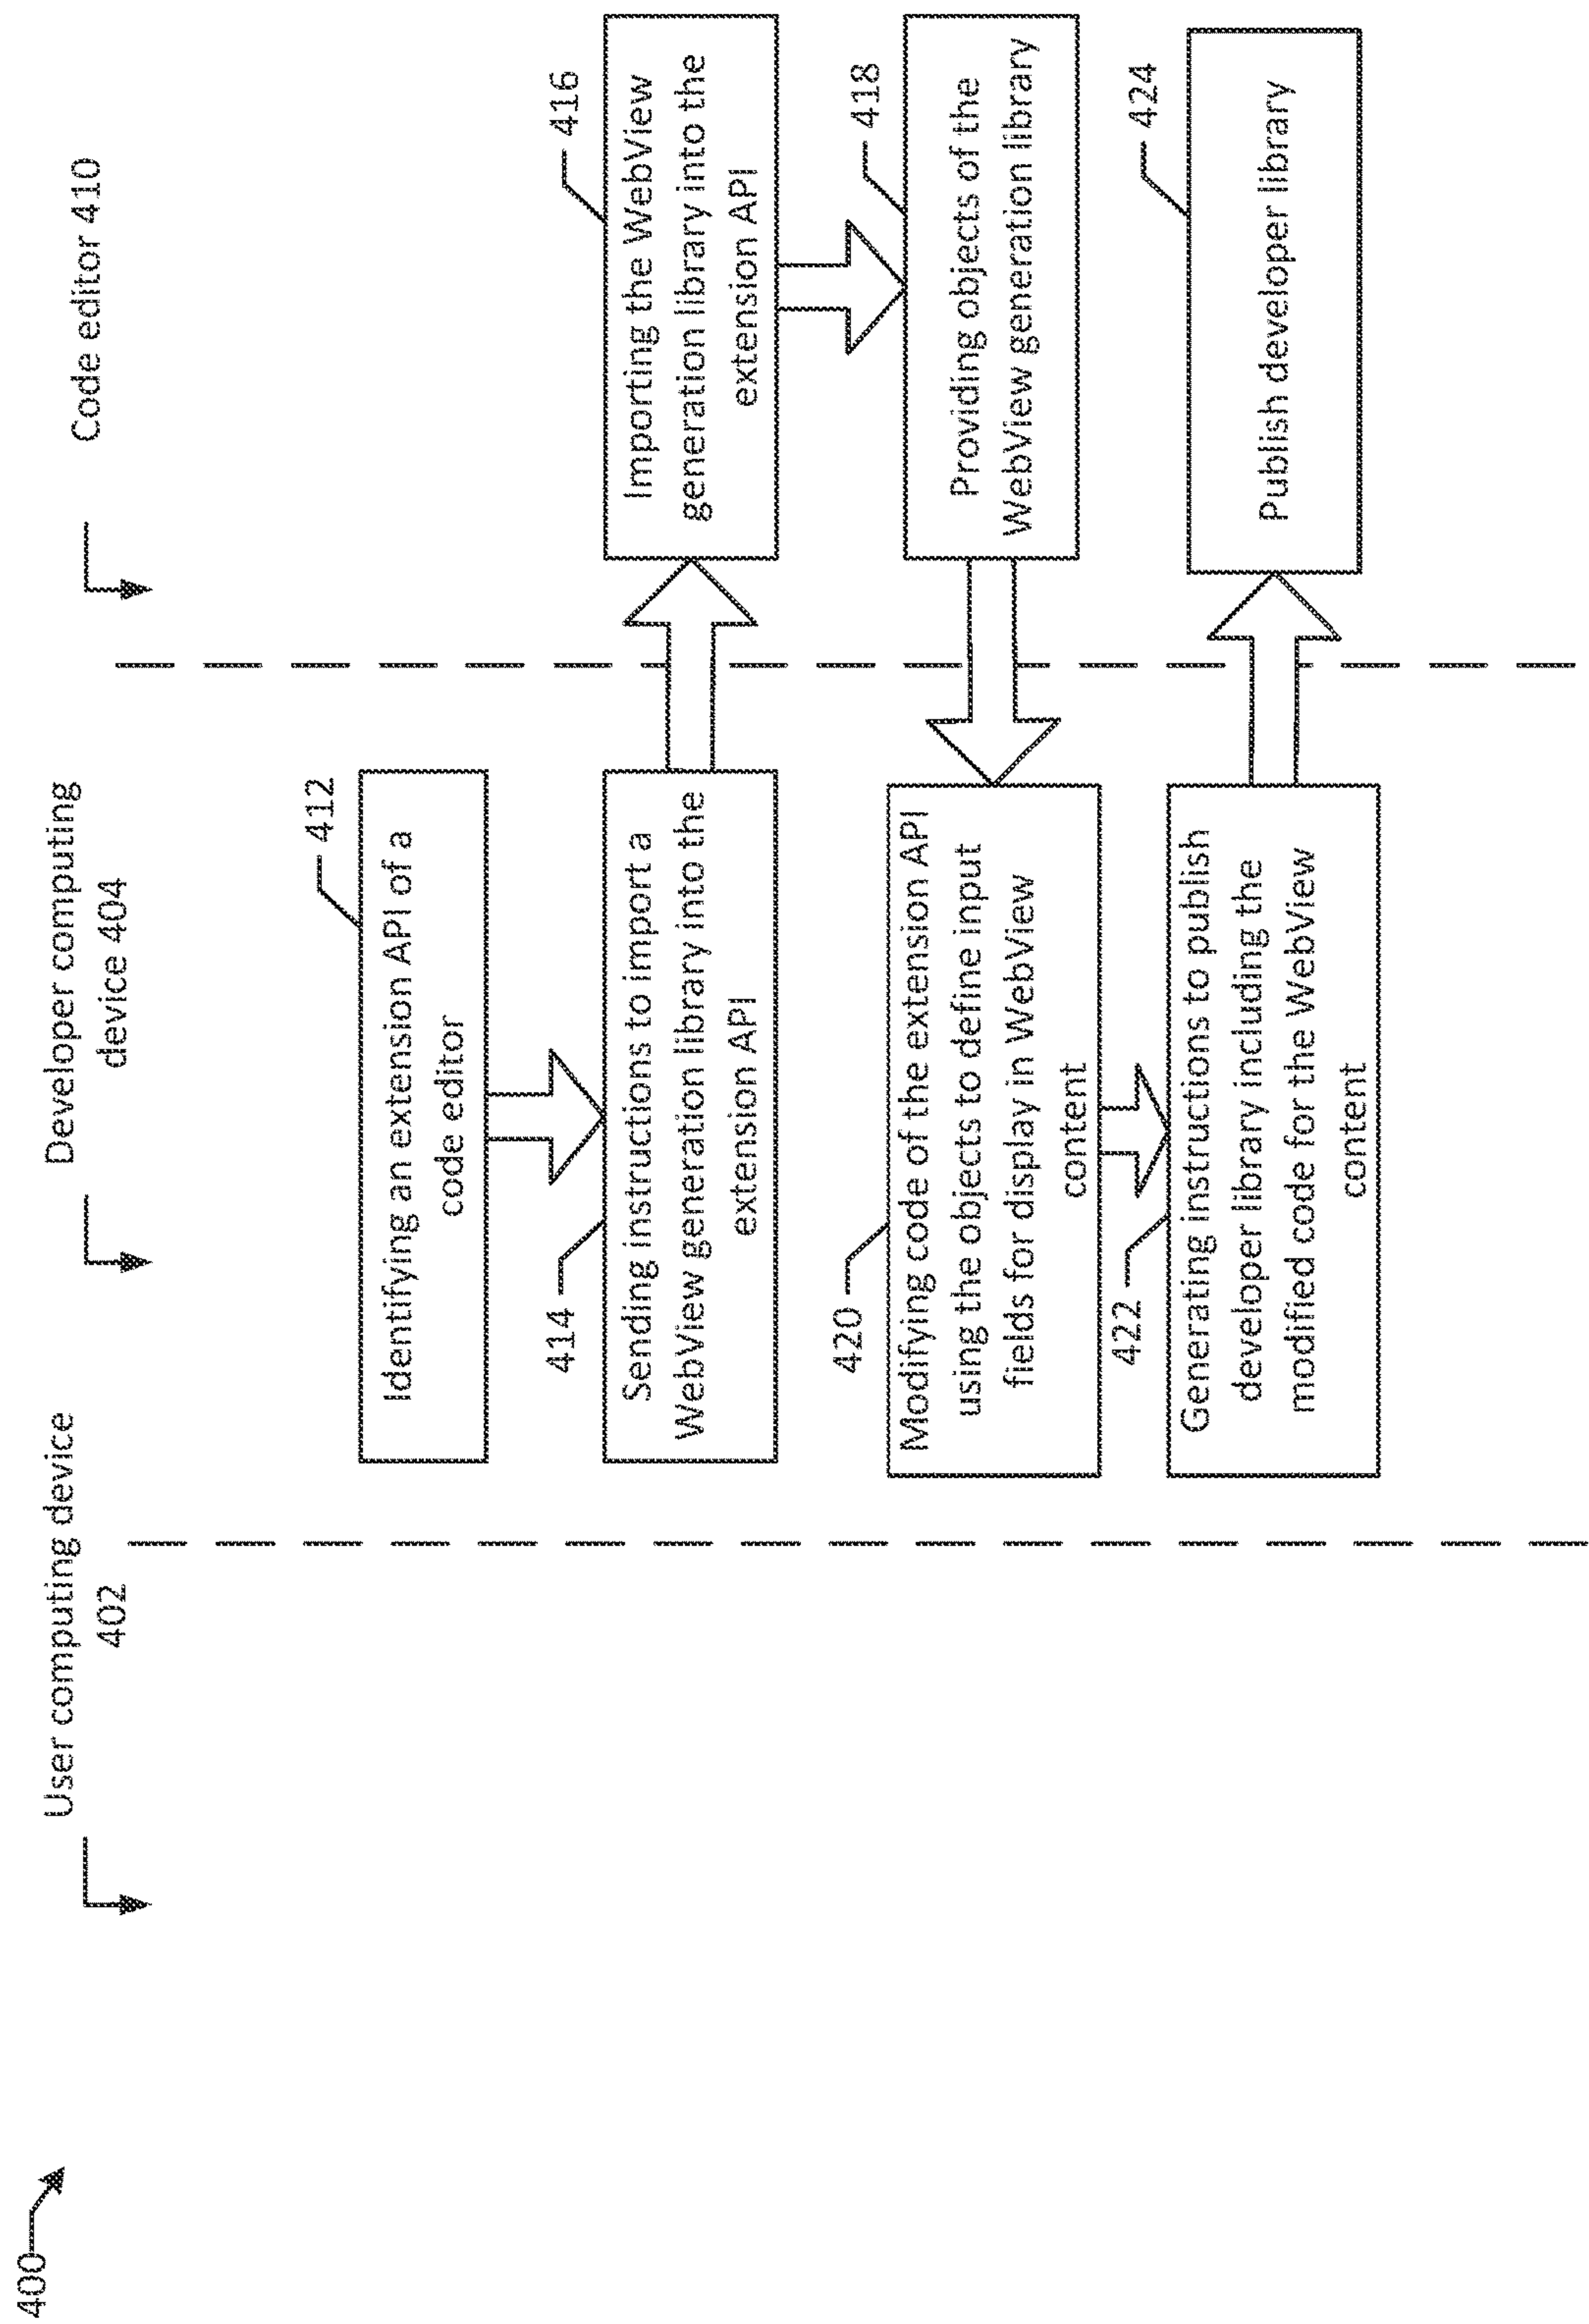 400
User computing device
402
Developer computing
device 404
Code editor 410
412
Identifying an extension API of a
code editor
414
Sending instructions to import a
WebView generation library into the
extension API
416
Importing the WebView
generation library into the
extension API
418
Providing objects of the
WebView generation library
420
Modifying code of the extension API
using the objects to define input
fields for display in WebView
content
422
Generating instructions to publish
developer library including the
modified code for the WebView
content
424
Publish developer library